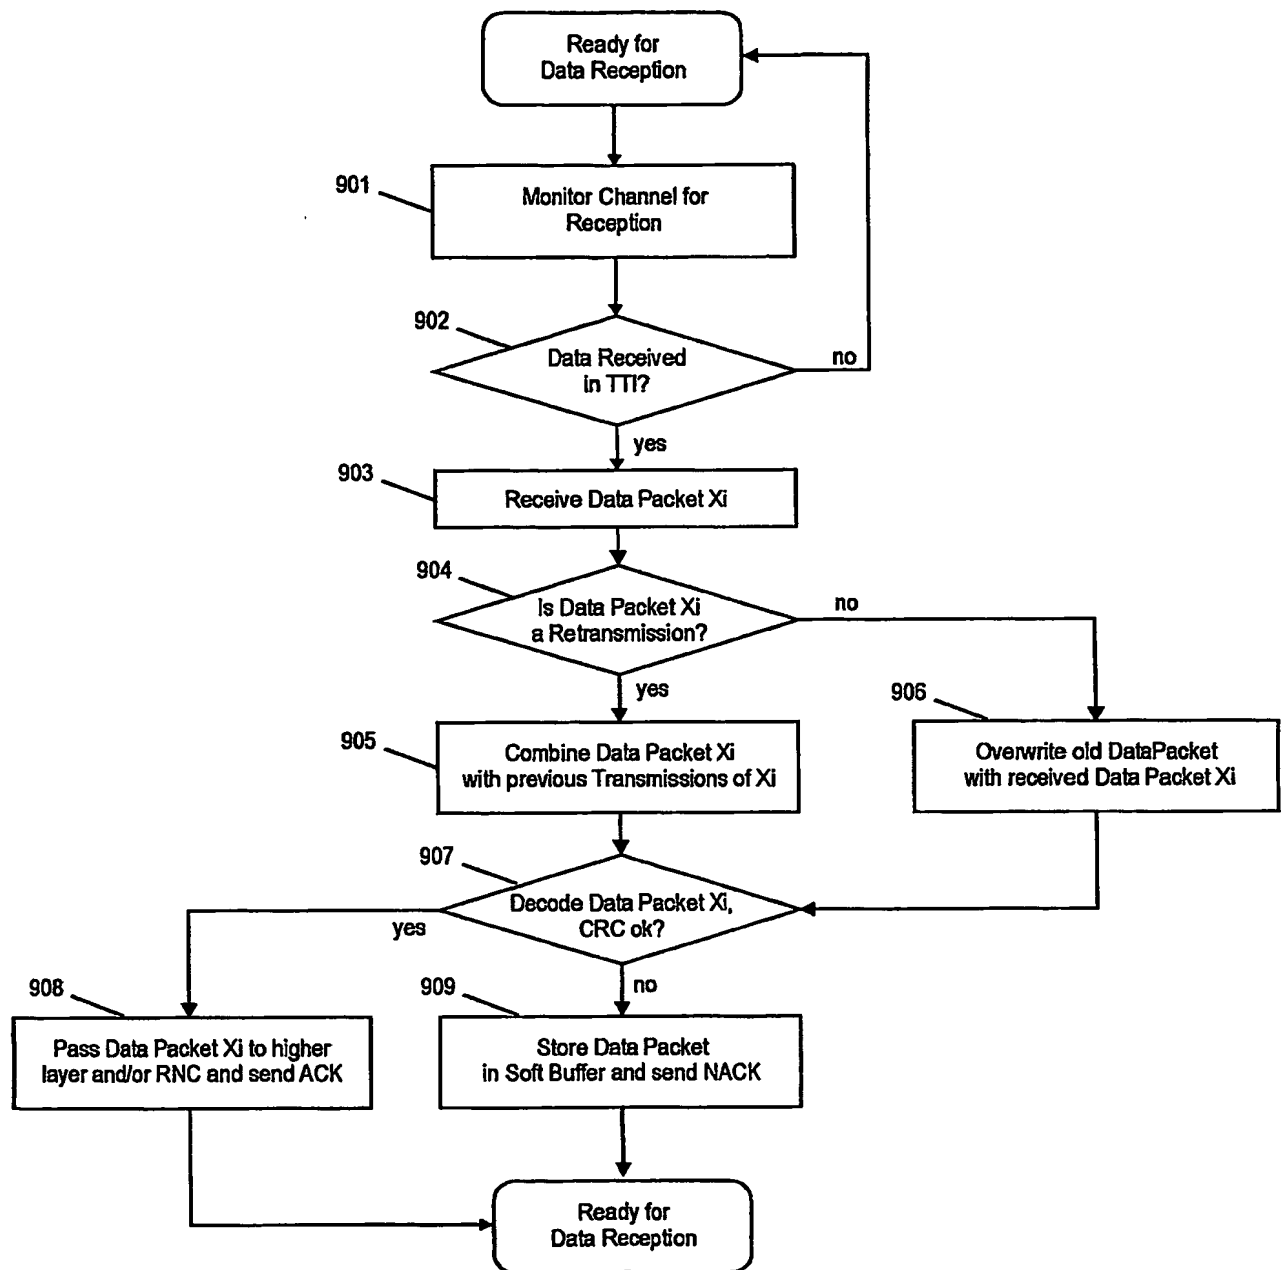 Ready for
Data Reception
901
Monitor Channel for
Reception
902
Data Received
in TTI?
no
yes
903
Receive Data Packet Xi
904
Is Data Packet Xi
a Retransmission?
no
yes
905
Combine Data Packet Xi
with previous Transmissions of Xi
906
Overwrite old DataPacket
with received Data Packet Xi
907
Decode Data Packet Xi,
CRC ok?
yes
no
908
Pass Data Packet Xi to higher
layer and/or RNC and send ACK
909
Store Data Packet
in Soft Buffer and send NACK
Ready for
Data Reception